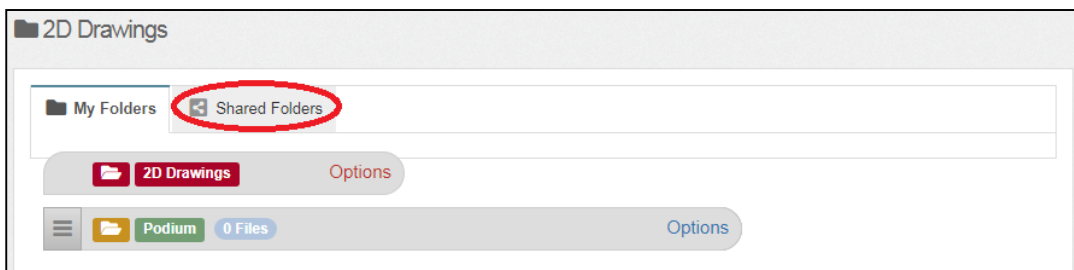 2D Drawings
My Folders Shared Folders
2D Drawings Options
Podium 0 Files Options